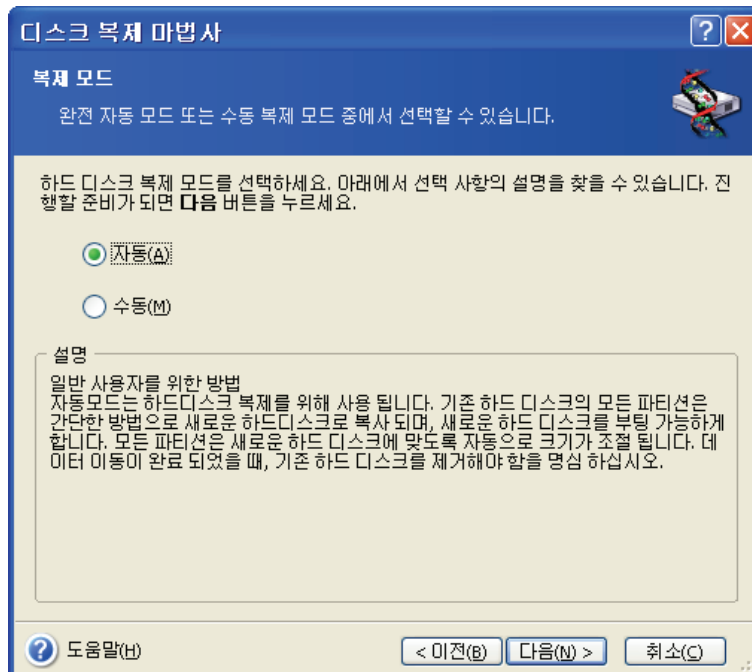 디스크 복제 마법사
복제 모드
완전 자동 모드 또는 수동 복제 모드 중에서 선택할 수 있습니다.
하드 디스크 복제 모드를 선택하세요. 아래에서 선택 사항의 설명을 찾을 수 있습니다. 진
행할 준비가 되면 다음 버튼을 누르세요.
자동(A)
수동(M)
설명
일반 사용자를 위한 방법
자동모드는 하드디스크 복제를 위해 사용 됩니다. 기존 하드 디스크의 모든 파티션은
간단한 방법으로 새로운 하드디스크로 복사 되며, 새로운 하드 디스크를 부팅 가능하게
합니다. 모든 파티션은 새로운 하드 디스크에 맞도록 자동으로 크기가 조절 됩니다. 데
이터 이동이 완료 되었을 때, 기존 하드 디스크를 제거해야 함을 명심 하십시오.
도움말(H)
< 이전(B) 다음(N) > 취소(C)